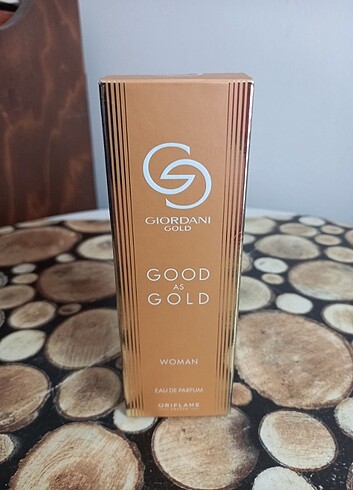 GIORDANI
GOLD
GOOD
AS
GOLD
WOMAN
EAU DE PARFUM
ORIFLAME